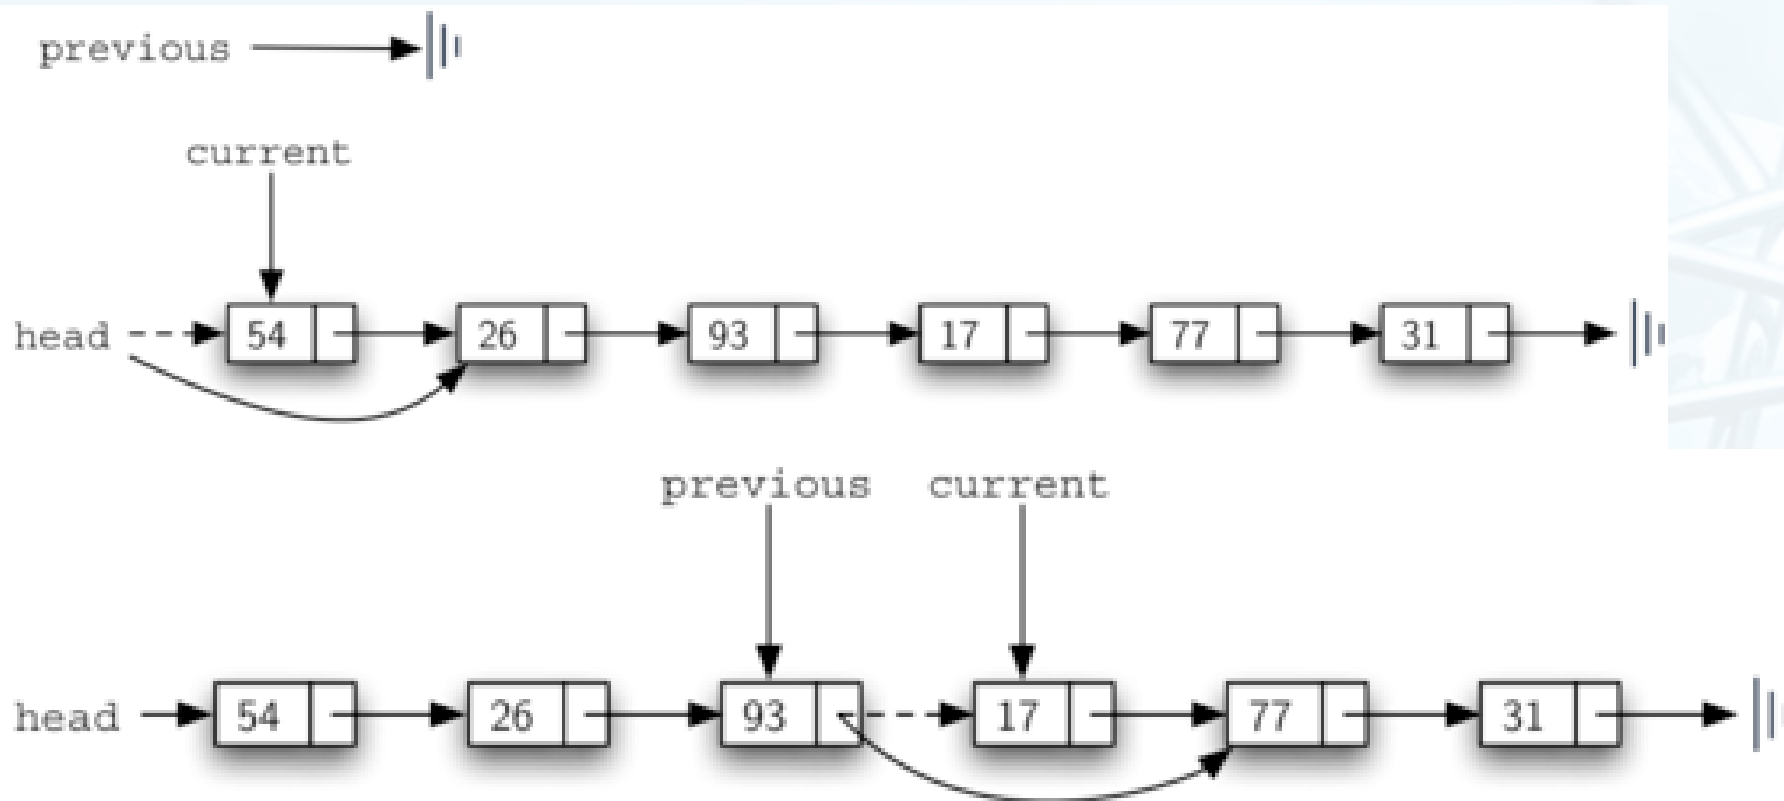 previous
current
head 54 26 93 17 77 31
previous current
head 54 26 93 17 77 31